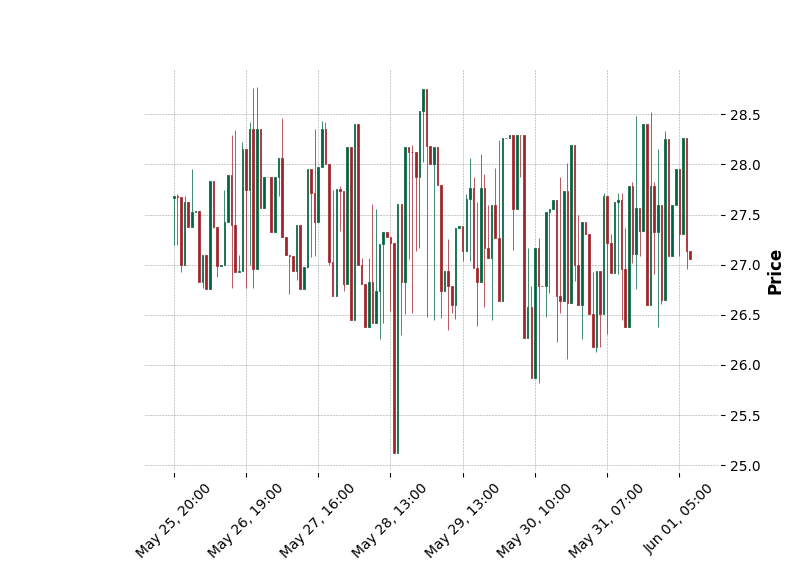 28.5
28.0
27.5
27.0
26.5
26.0
25.5
25.0
Price
May 25, 20:00
May 26, 19:00
May 27, 16:00
May 28, 13:00
May 29, 13:00
May 30, 10:00
May 31, 07:00
Jun 01, 05:00